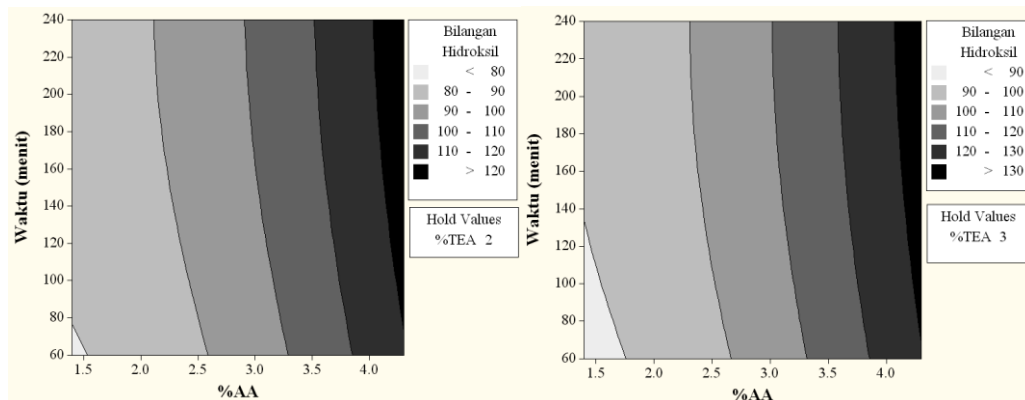 240
220
200
180
160
140
120
100
80
60
Waktu (menit)
1.5 2.0 2.5 3.0 3.5 4.0
%AA
Bilangan
Hidroksil
< 80
80 - 90
90 - 100
100 - 110
110 - 120
> 120
Hold Values
%TEA 2
240
220
200
180
160
140
120
100
80
60
Waktu (menit)
1.5 2.0 2.5 3.0 3.5 4.0
%AA
Bilangan
Hidroksil
< 90
90 - 100
100 - 110
110 - 120
120 - 130
> 130
Hold Values
%TEA 3